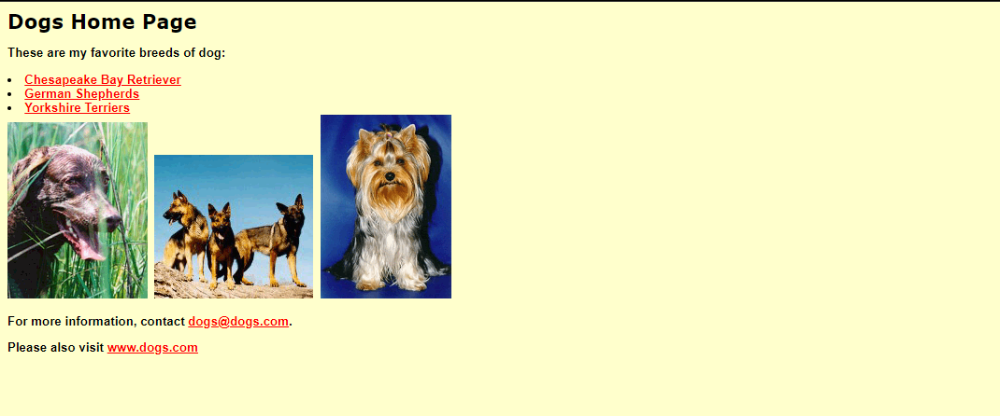 Dogs Home Page
These are my favorite breeds of dog:
Chesapeake Bay Retriever
German Shepherds
Yorkshire Terriers
For more information, contact dogs@dogs.com.
Please also visit www.dogs.com